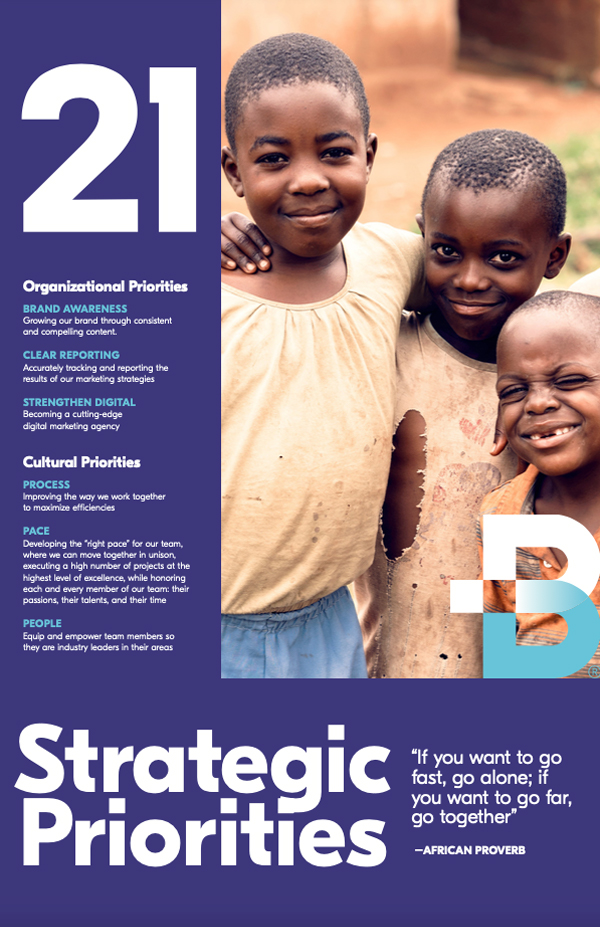 21
Organizational Priorities
BRAND AWARENESS
Growing our brand through consistent
and compelling content.
CLEAR REPORTING
Accurately tracking and reporting the
results of our marketing strategies
STRENGTHEN DIGITAL
Becoming a cutting-edge
digital marketing agency
Cultural Priorities
PROCESS
Improving the way we work together
to maximize efficiencies
PACE
Developing the "right pace" for our team,
where we can move together in unison,
executing a high number of projects at the
highest level of excellence, while honoring
each and every member of our team: their
passions, their talents, and their time
PEOPLE
Equip and empower team members so
they are industry leaders in their areas
B
Strategic
Priorities
“If you want to go
fast, go alone; if
you want to go far,
go together”
–AFRICAN PROVERB